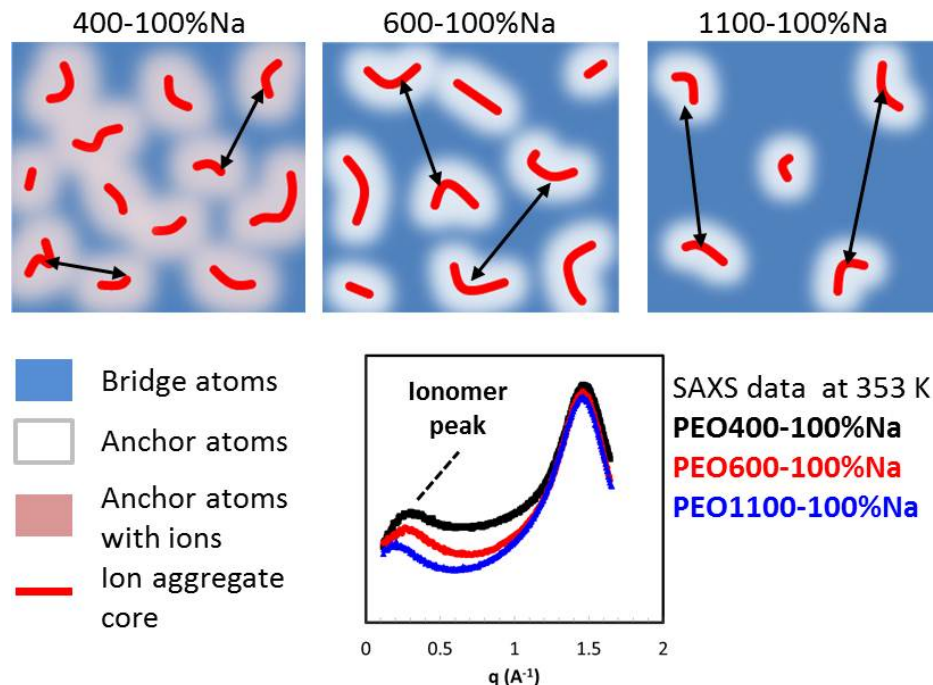 400-100%Na
600-100%Na
1100-100%Na
Bridge atoms
Anchor atoms
Anchor atoms
with ions
Ion aggregate
core
Ionomer
peak
0
0.5
1
1.5
2
q (A⁻¹)
SAXS data at 353 K
PEO400-100%Na
PEO600-100%Na
PEO1100-100%Na